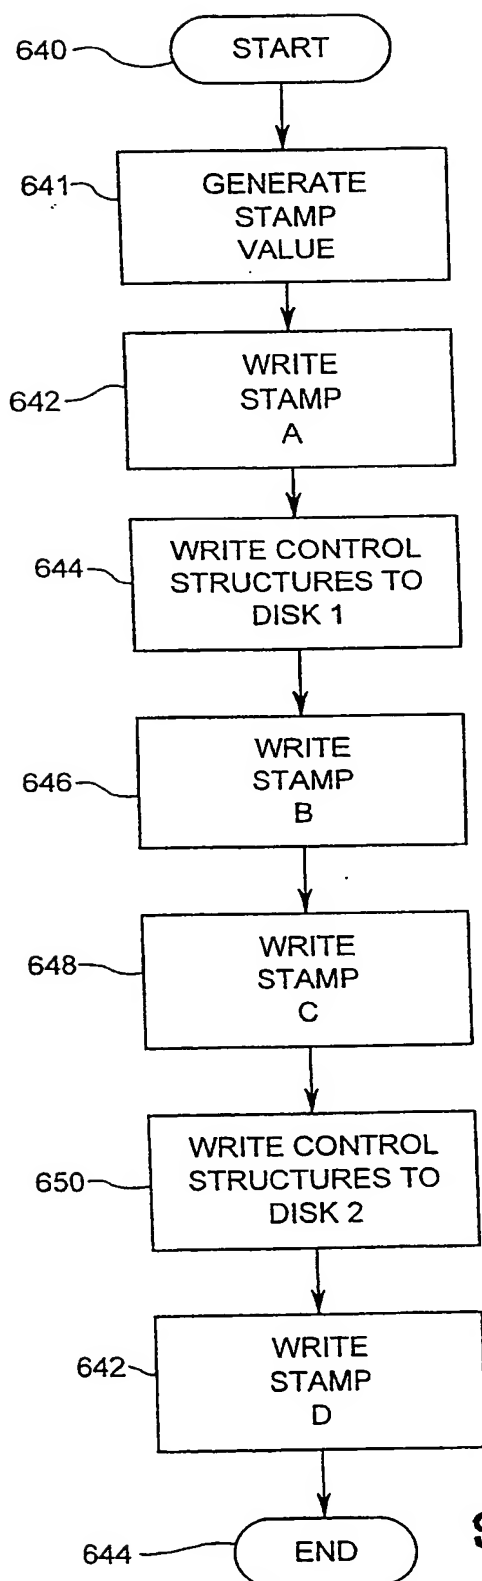 640
START
641
GENERATE
STAMP
VALUE
642
WRITE
STAMP
A
644
WRITE CONTROL
STRUCTURES TO
DISK 1
646
WRITE
STAMP
B
648
WRITE
STAMP
C
650
WRITE CONTROL
STRUCTURES TO
DISK 2
642
WRITE
STAMP
D
644
END